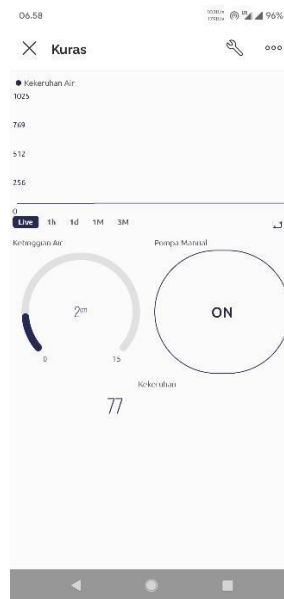 06.58
96%
Kuras
Kekeruhan Air
1025
769
512
256
0
Live 1h 1d 1M 3M
Ketinggian Air
Pompa Manual
2cm
ON
0 15
Kekeruhan
77